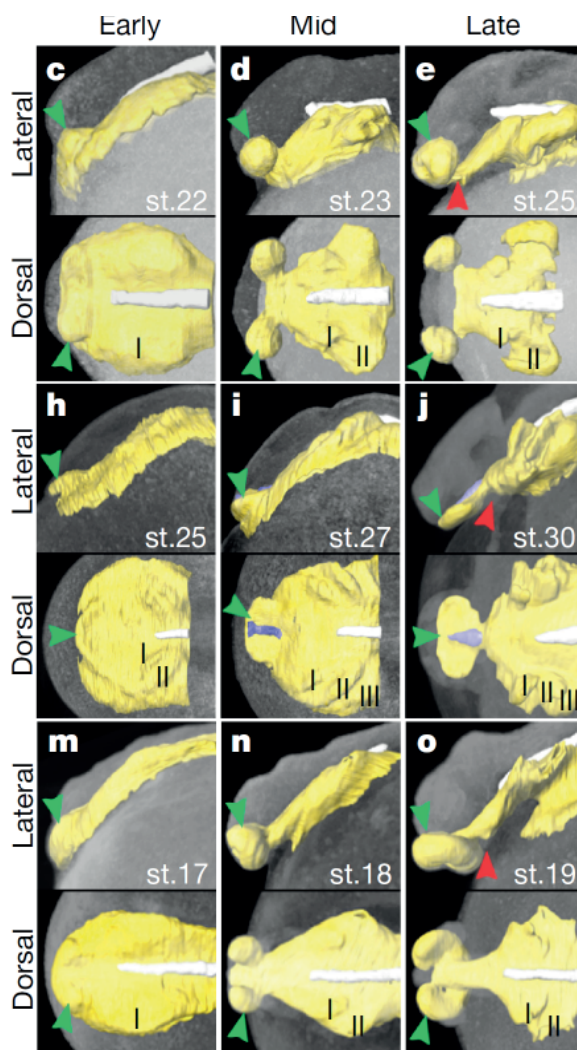 Early Mid Late
Lateral c d e
st.22 st.23 st.25
Dorsal I I II I II
Lateral h i j
st.25 st.27 st.30
Dorsal I II I II III I II III
Lateral m n o
st.17 st.18 st.19
Dorsal I I II I II